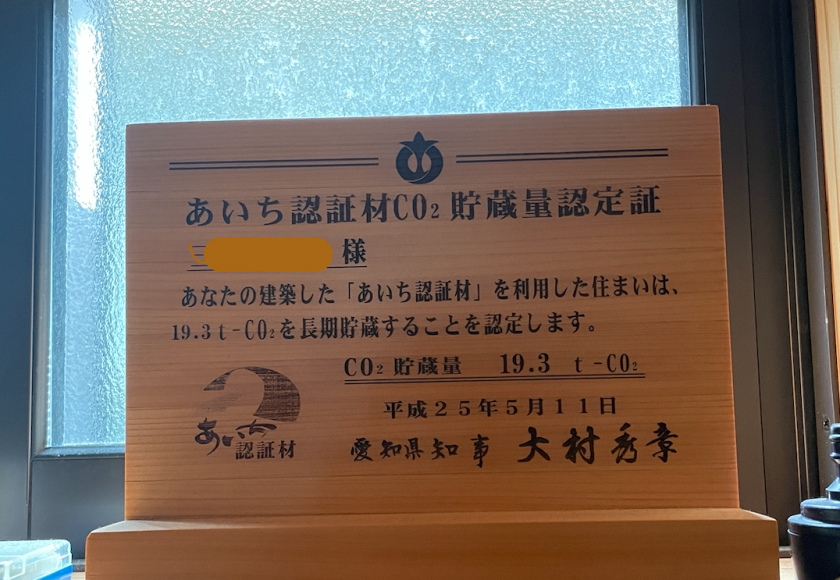 あいち認証材CO₂貯蔵量認定証
様
あなたの建築した「あいち認証材」を利用した住まいは、
19.3t-CO₂を長期貯蔵することを認定します。
CO₂貯蔵量 19.3 t-CO₂
平成25年5月11日
愛知県知事 大村秀章
あいち
認証材